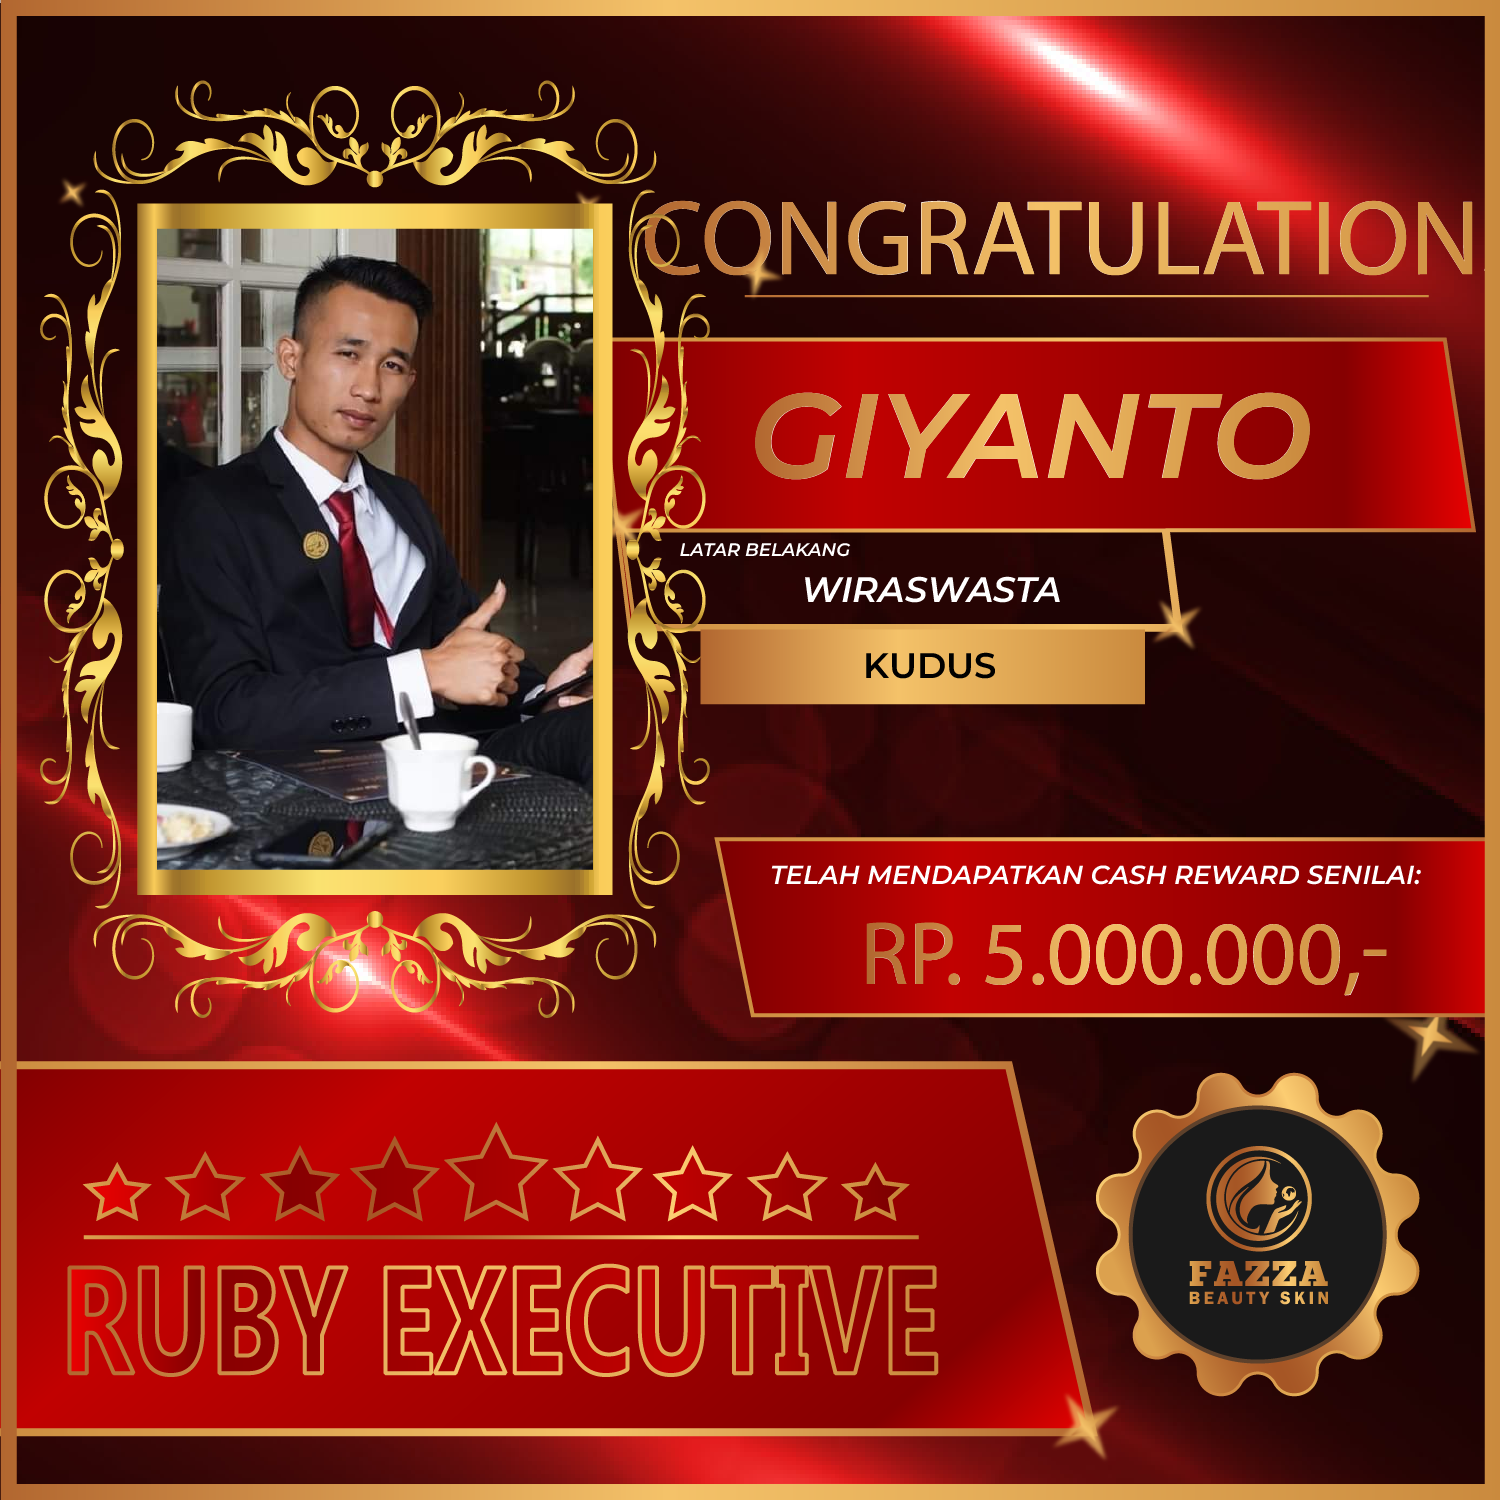 CONGRATULATION
GIYANTO
LATAR BELAKANG
WIRASWASTA
KUDUS
TELAH MENDAPATKAN CASH REWARD SENILAI:
RP. 5.000.000,-
RUBY EXECUTIVE
FAZZA
BEAUTY SKIN